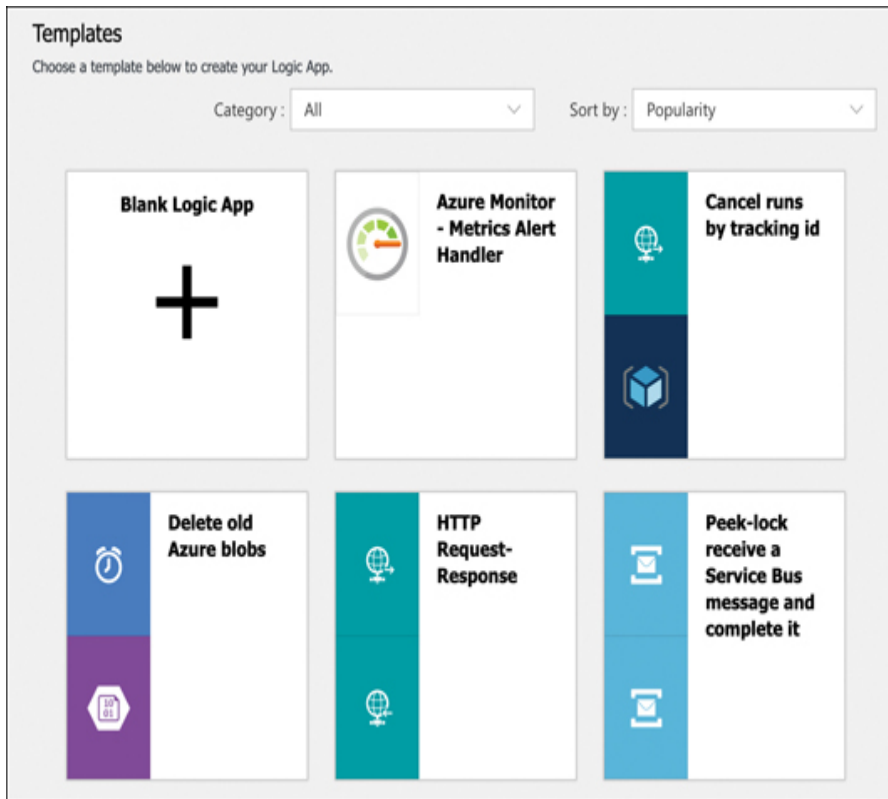 Templates
Choose a template below to create your Logic App.
Category : All
Sort by : Popularity
Blank Logic App
Azure Monitor
- Metrics Alert
Handler
Cancel runs
by tracking id
Delete old
Azure blobs
10
01
HTTP
Request-
Response
Peek-lock
receive a
Service Bus
message and
complete it